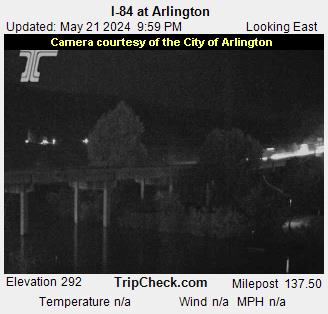 I-84 at Arlington
Updated: May 21 2024 9:59 PM Looking East
Camera courtesy of the City of Arlington
Elevation 292 TripCheck.com Milepost 137.50
Temperature n/a Wind n/a MPH n/a